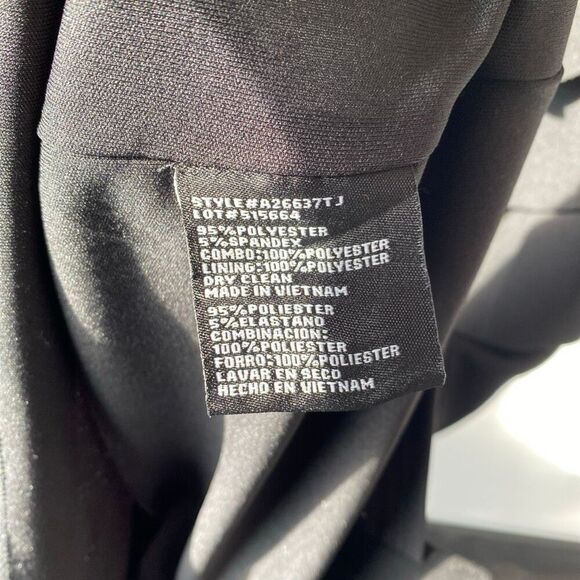 STYLE#A26637TJ
LOT#515664
95%POLYESTER
5%SPANDEX
COMBO:100%POLYESTER
LINING:100%POLYESTER
DRY CLEAN
MADE IN VIETNAM
95%POLIESTER
5%ELASTANO
COMBINACION:
100%POLIESTER
FORRO:100%POLIESTER
LAVAR EN SECO
HECHO EN VIETNAM